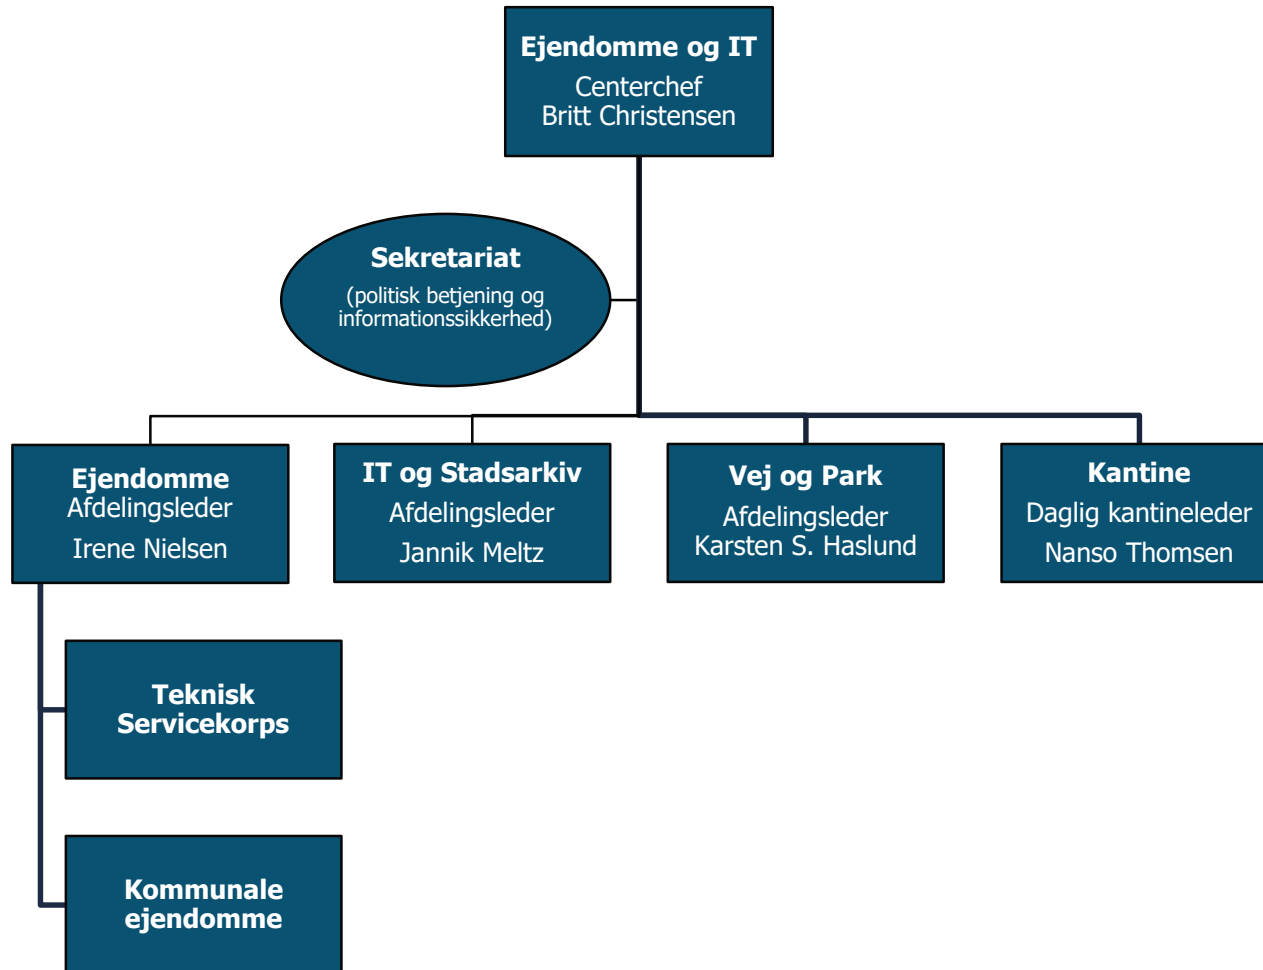 Ejendomme og IT
Centerchef
Britt Christensen
Sekretariat
(politisk betjening og
informationssikkerhed)
Ejendomme
Afdelingsleder
Irene Nielsen
IT og Stadsarkiv
Afdelingsleder
Jannik Meltz
Vej og Park
Afdelingsleder
Karsten S. Haslund
Kantine
Daglig kantineleder
Nanso Thomsen
Teknisk
Servicekorps
Kommunale
ejendomme